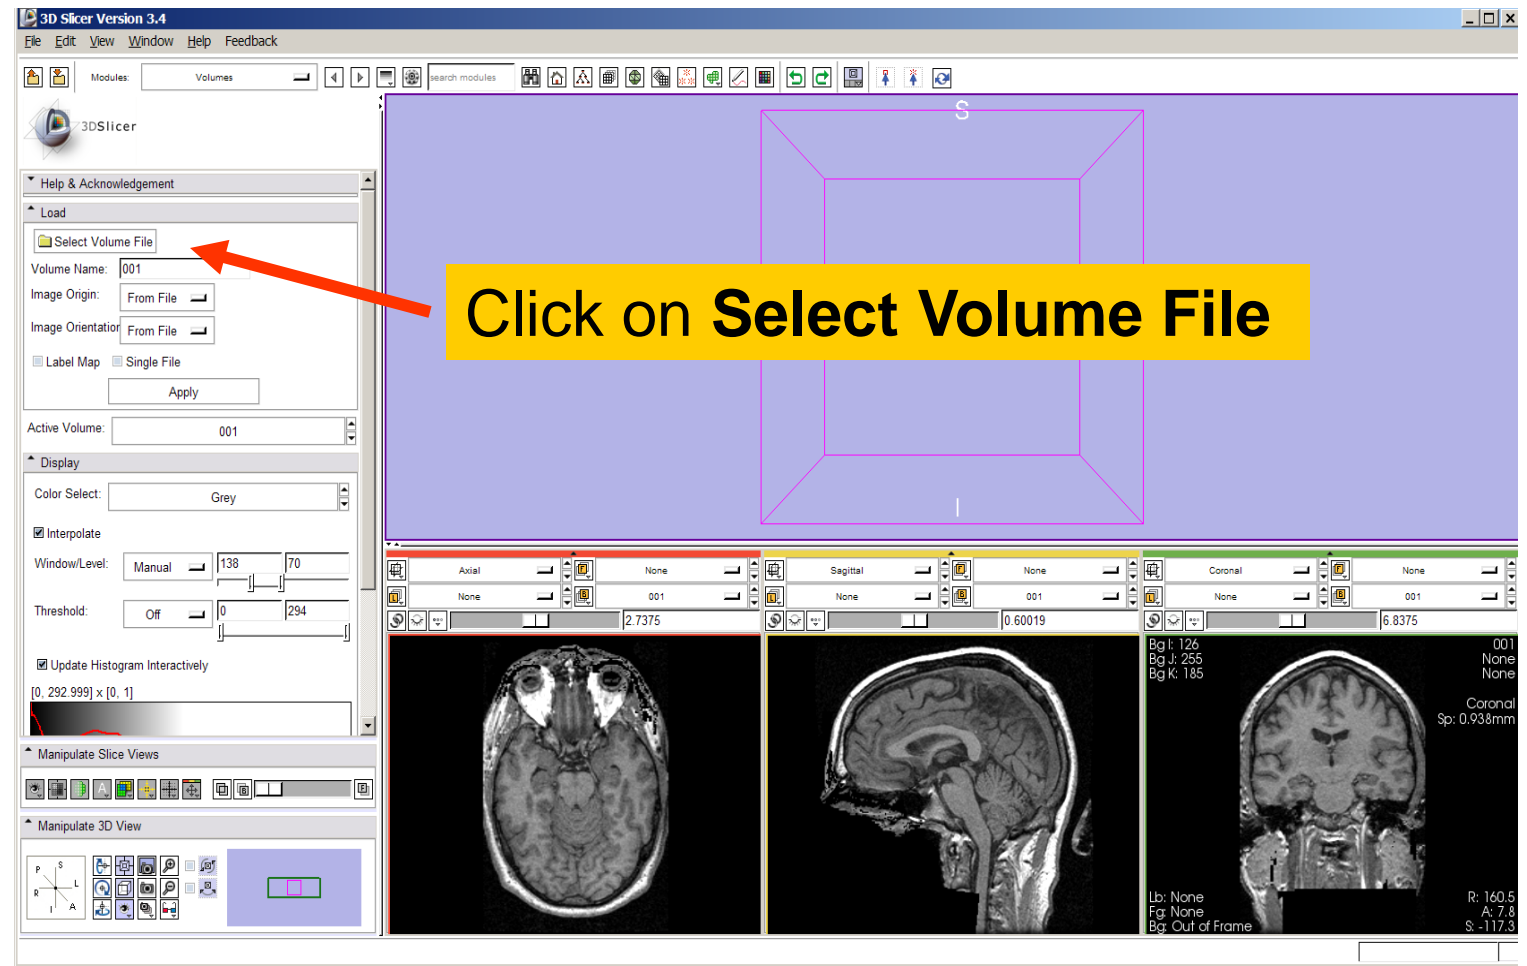 3D Slicer Version 3.4
File Edit View Window Help Feedback
Modules: Volumes search modules
3DSlicer
Help & Acknowledgement
Load
Select Volume File
Volume Name: 001
Image Origin: From File
Image Orientation From File
Label Map Single File
Apply
Active Volume: 001
Display
Color Select: Grey
Interpolate
Window/Level: Manual 138 70
Threshold: Off 0 294
Update Histogram Interactively
[0, 292.999] x [0, 1]
Manipulate Slice Views
Manipulate 3D View
P S
R L
I A
S
Click on Select Volume File
I
Axial None
None 001
2.7375
Sagittal None
None 001
0.60019
Coronal None
None 001
6.8375
Bg I: 126 001
Bg J: 255 None
Bg K: 185 None
Coronal
Sp: 0.938mm
Lb: None R: 160.5
Fg: None A: 7.8
Bg: Out of Frame S: -117.3